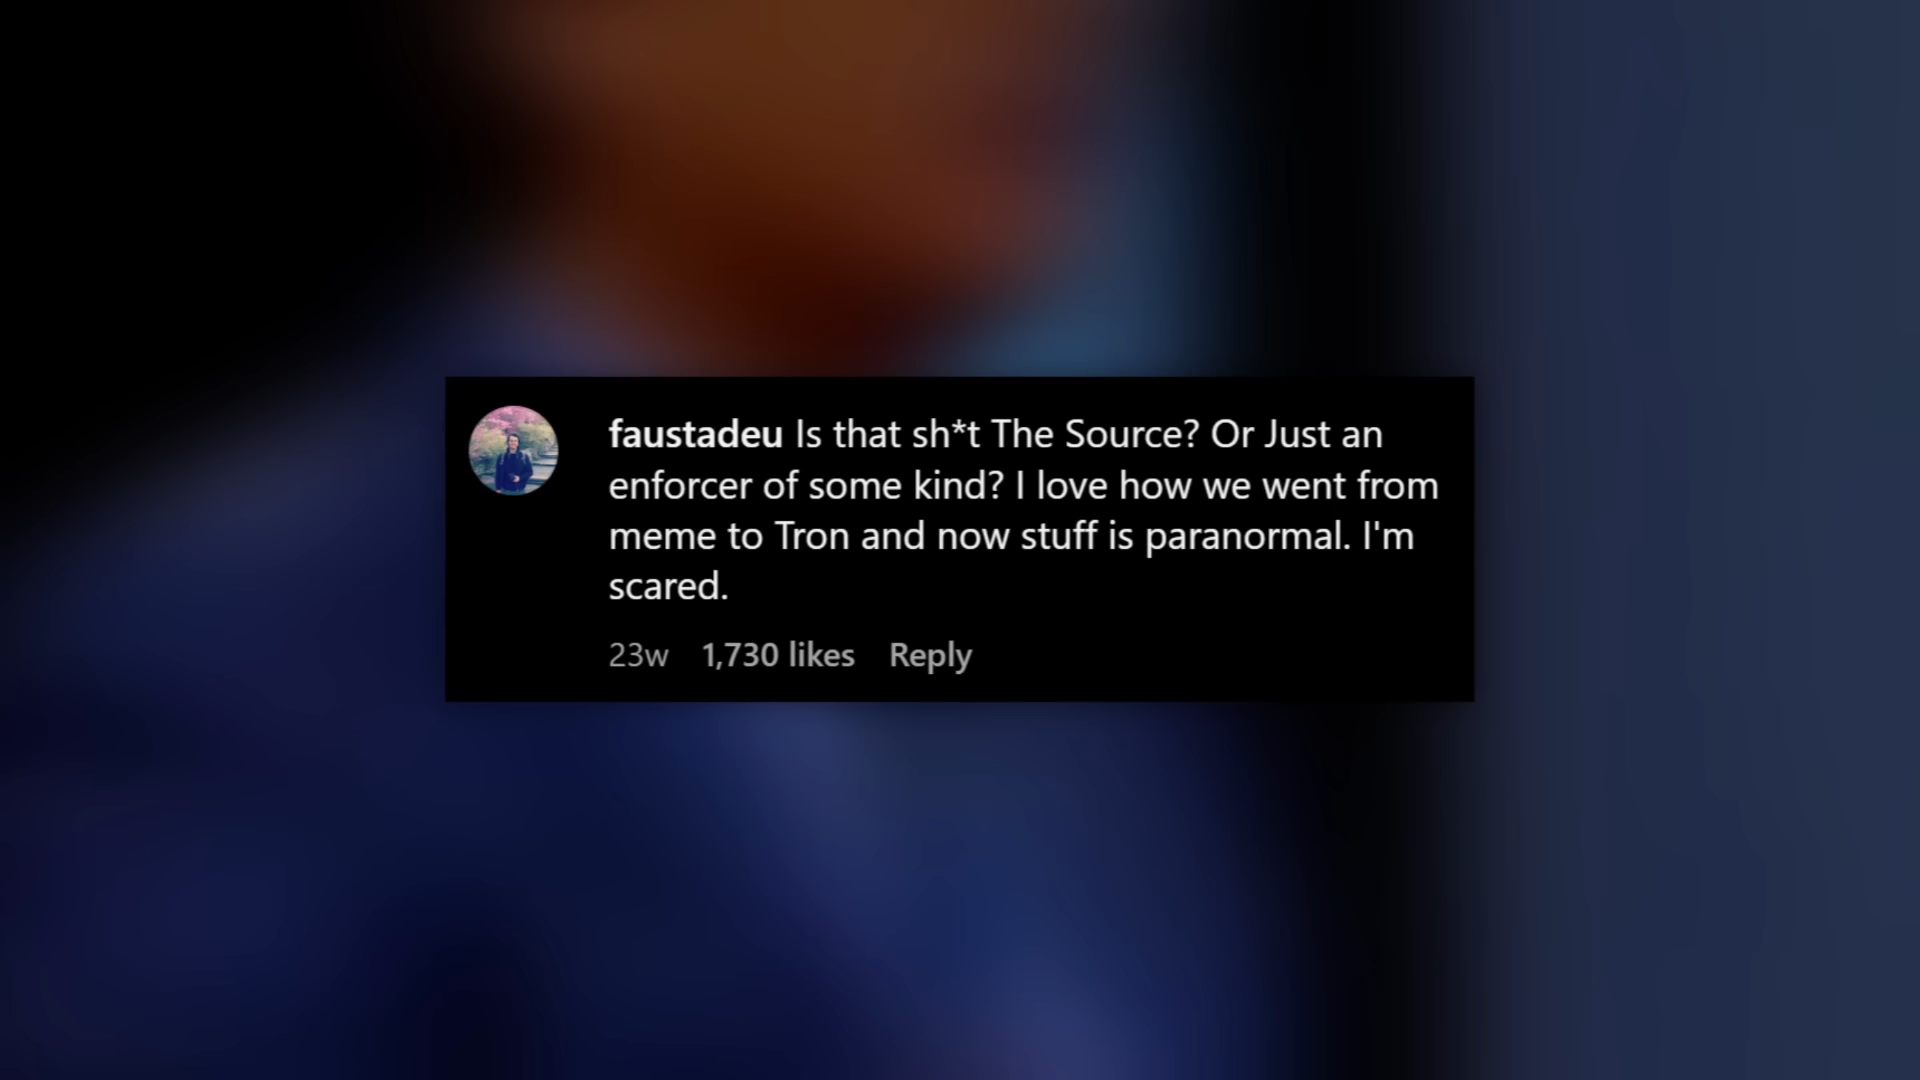 faustadeu Is that sh*t The Source? Or Just an
enforcer of some kind? I love how we went from
meme to Tron and now stuff is paranormal. I'm
scared.
23w 1,730 likes Reply